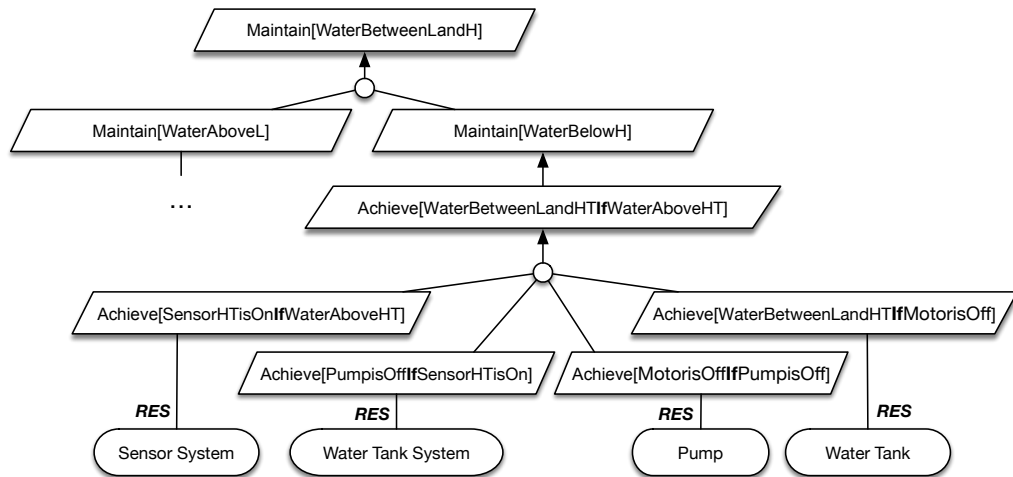 Maintain[WaterBetweenLandH]
Maintain[WaterAboveL]
Maintain[WaterBelowH]
...
Achieve[WaterBetweenLandHTIfWaterAboveHT]
Achieve[SensorHTisOnIfWaterAboveHT]
Achieve[WaterBetweenLandHTIfMotorisOff]
Achieve[PumpisOffIfSensorHTisOn]
Achieve[MotorisOffIfPumpisOff]
RES
RES
RES
RES
Sensor System
Water Tank System
Pump
Water Tank